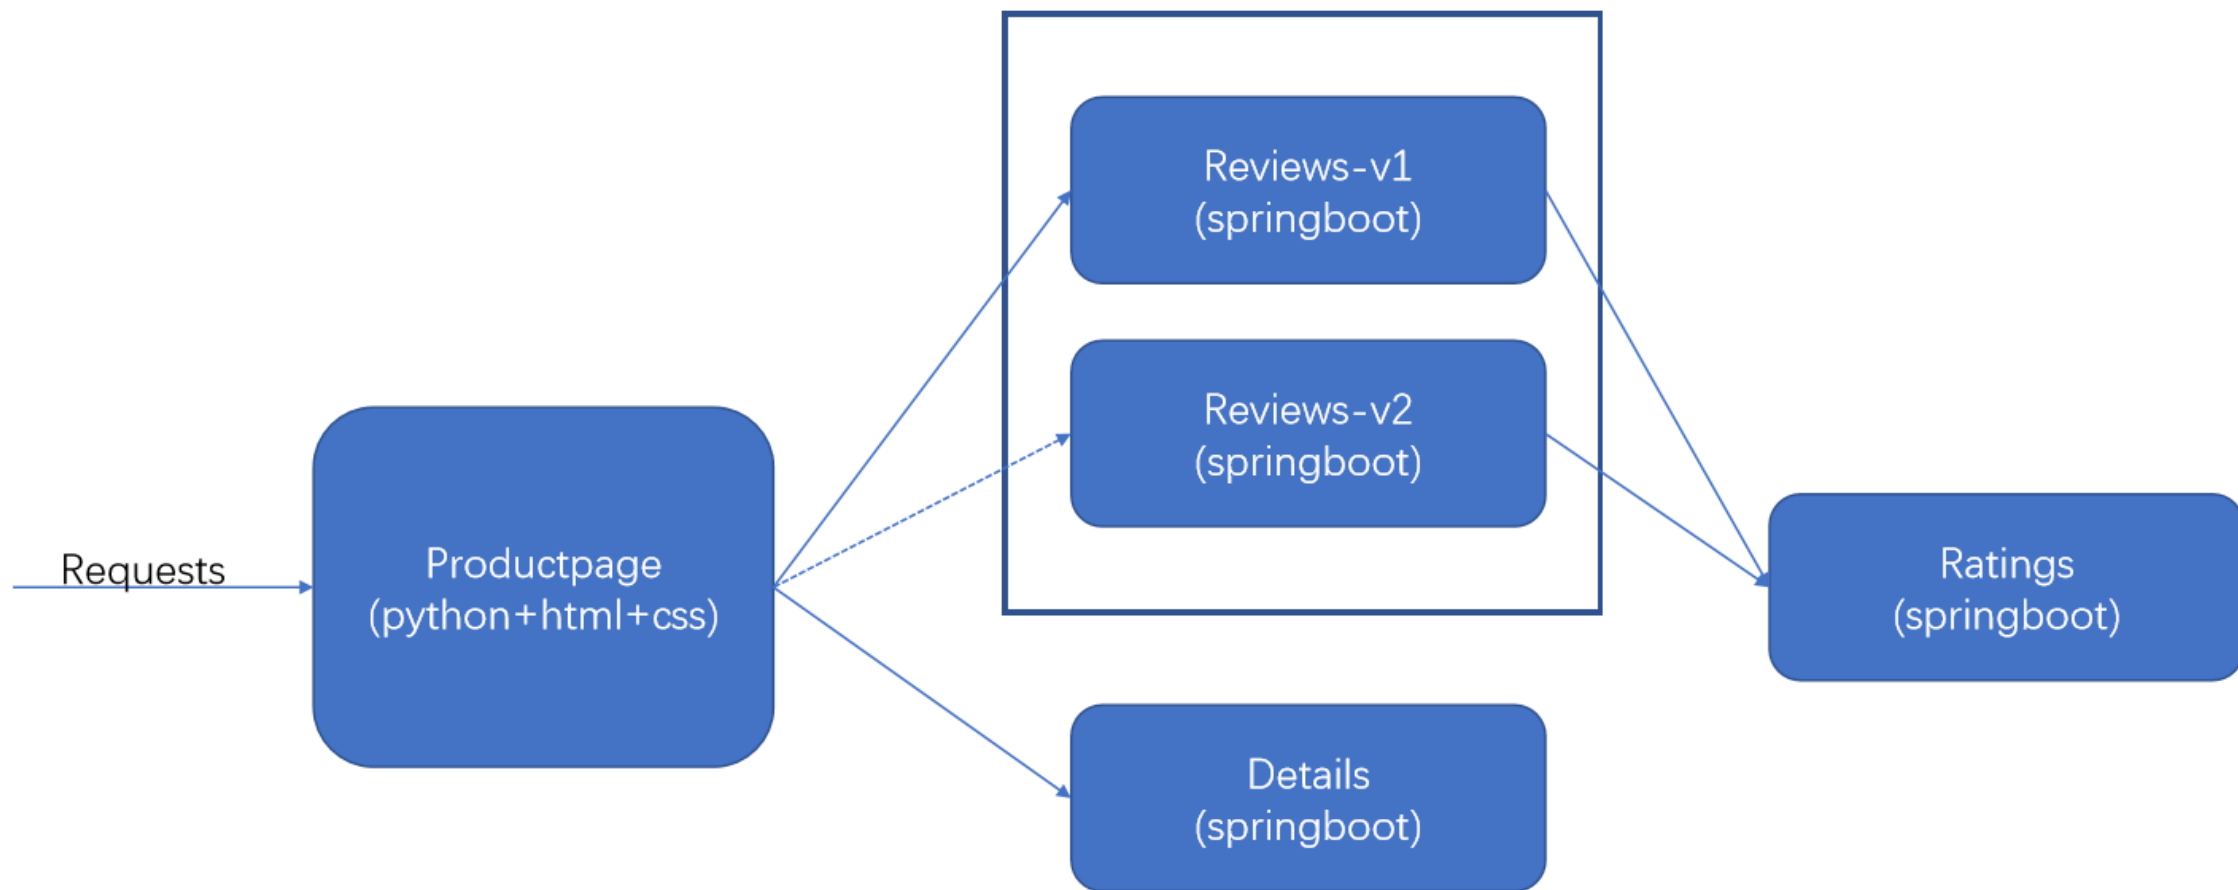 Requests
Productpage
(python+html+css)
Reviews-v1
(springboot)
Reviews-v2
(springboot)
Details
(springboot)
Ratings
(springboot)